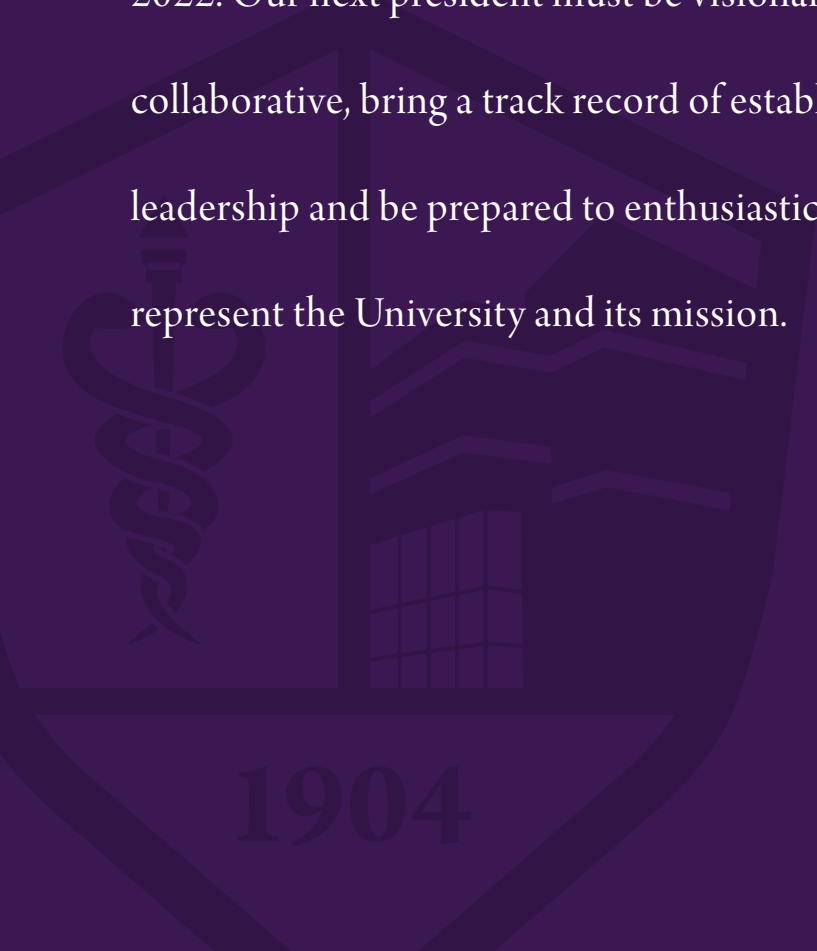 2022. Our next president must be
collaborative, bring a track record of
leadership and be prepared to
represent the University and its mission.
1904